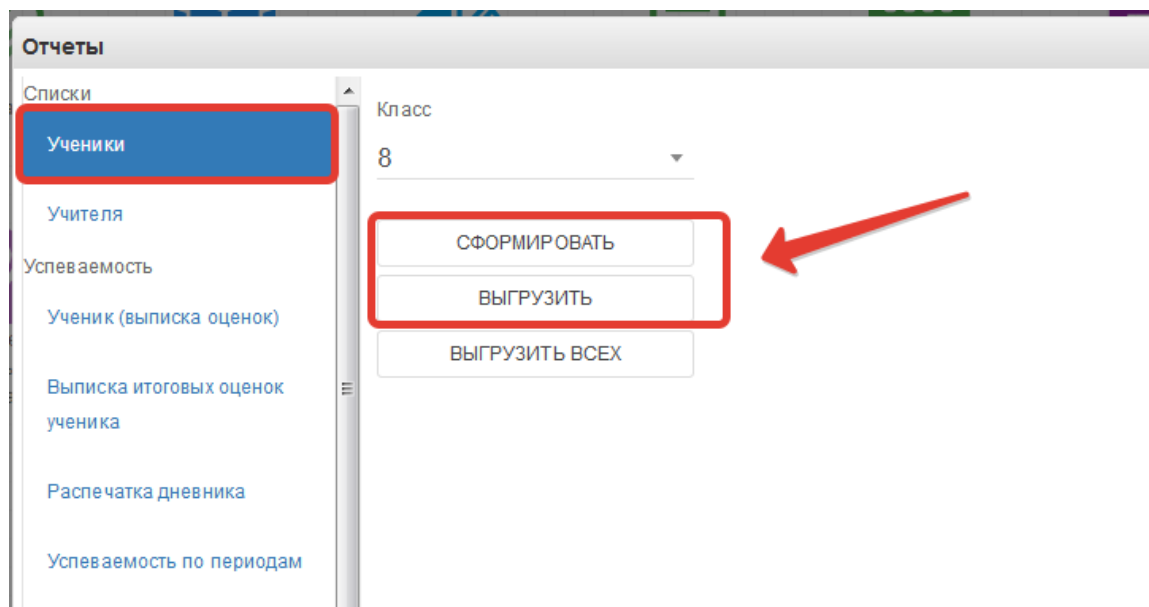 Отчеты
Списки
Ученики
Учителя
Успеваемость
Ученик (выписка оценок)
Выписка итоговых оценок
ученика
Распечатка дневника
Успеваемость по периодам
Класс
8
СФОРМИРОВАТЬ
ВЫГРУЗИТЬ
ВЫГРУЗИТЬ ВСЕХ